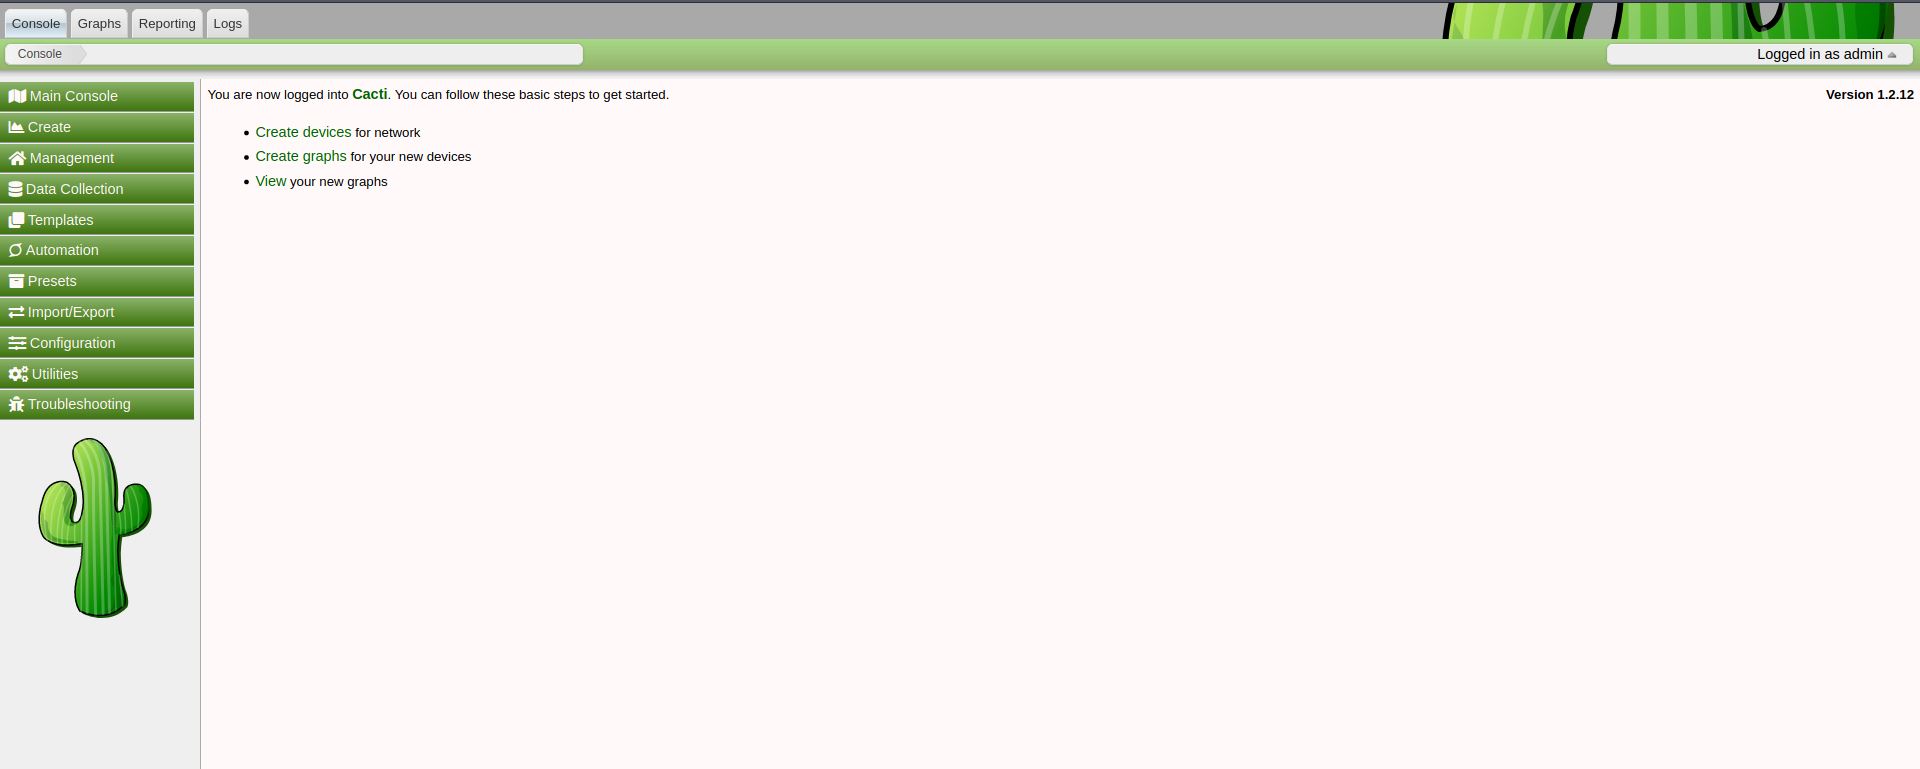 Console Graphs Reporting Logs
Console
Logged in as admin
Main Console
Create
Management
Data Collection
Templates
Automation
Presets
Import/Export
Configuration
Utilities
Troubleshooting
You are now logged into Cacti. You can follow these basic steps to get started.
Version 1.2.12
Create devices for network
Create graphs for your new devices
View your new graphs